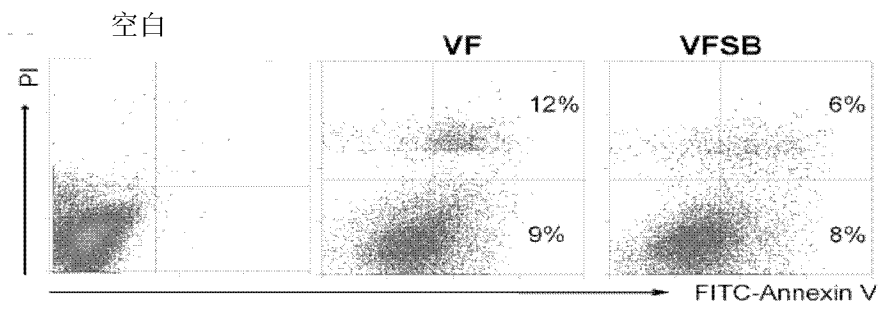 空白
VF
VFSB
PI
12%
6%
9%
8%
FITC-Annexin V